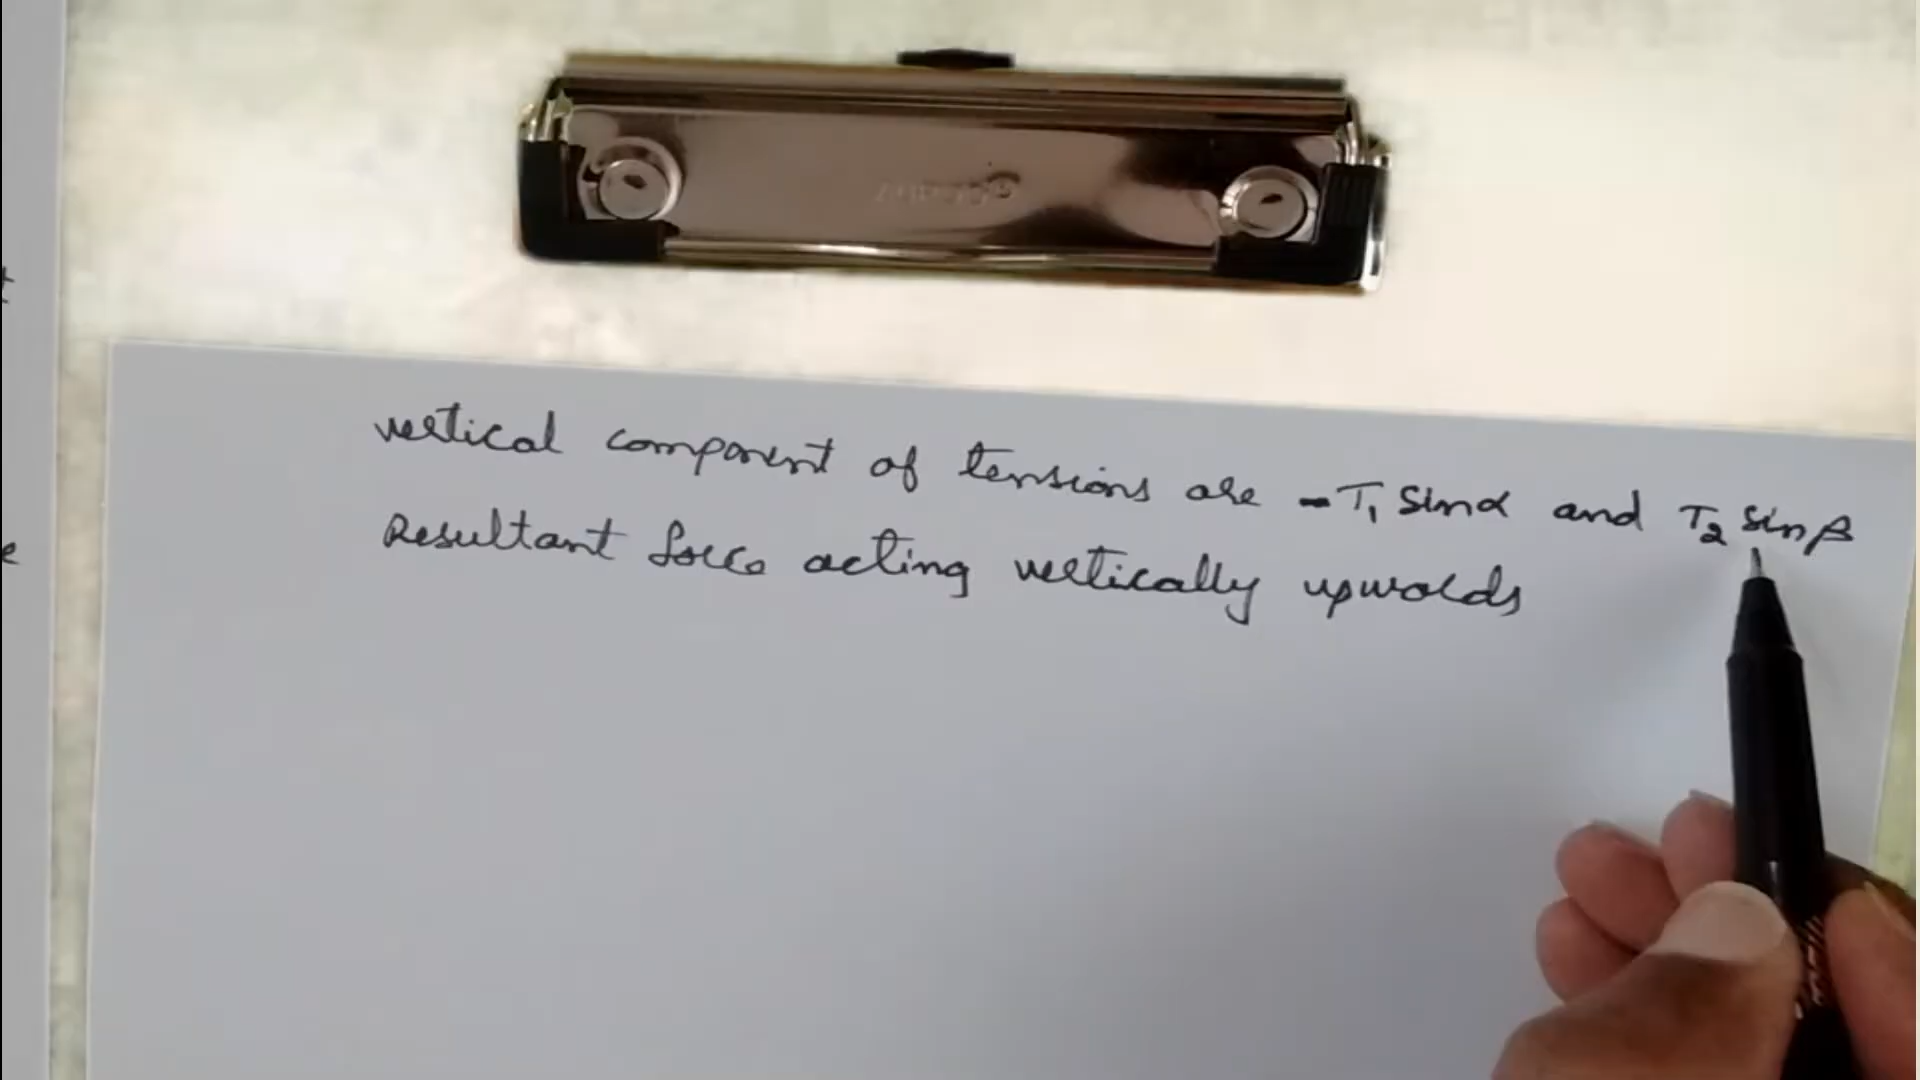 vertical component of tensions are -T₁ sinα and T₂ sinβ
Resultant force acting vertically upwards